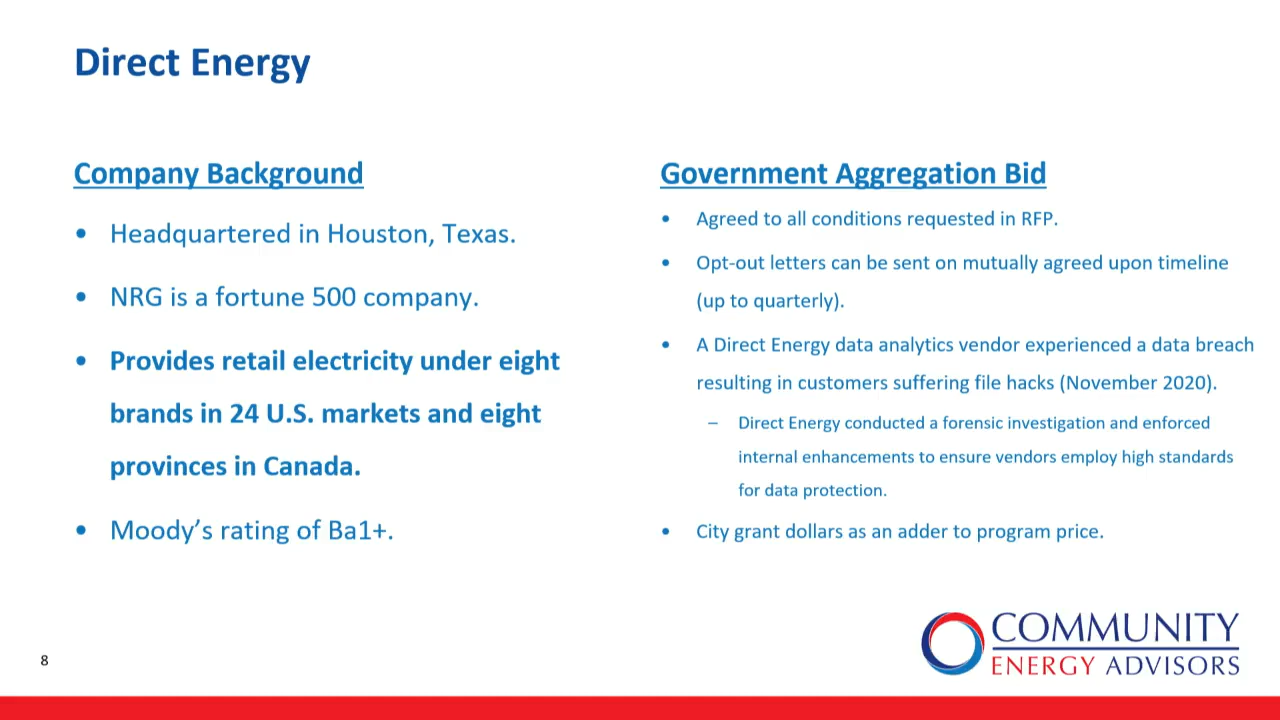 Direct Energy
Company Background
• Headquartered in Houston, Texas.
• NRG is a fortune 500 company.
• Provides retail electricity under eight
brands in 24 U.S. markets and eight
provinces in Canada.
• Moody’s rating of Ba1+.
Government Aggregation Bid
• Agreed to all conditions requested in RFP.
• Opt-out letters can be sent on mutually agreed upon timeline
(up to quarterly).
• A Direct Energy data analytics vendor experienced a data breach
resulting in customers suffering file hacks (November 2020).
– Direct Energy conducted a forensic investigation and enforced
internal enhancements to ensure vendors employ high standards
for data protection.
• City grant dollars as an adder to program price.
COMMUNITY
ENERGY ADVISORS
8